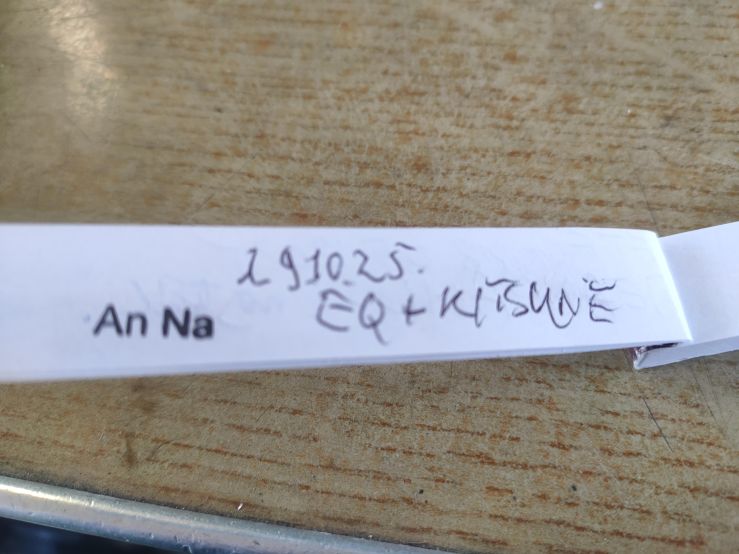 291025.
An Na
EQ + KITSUNE